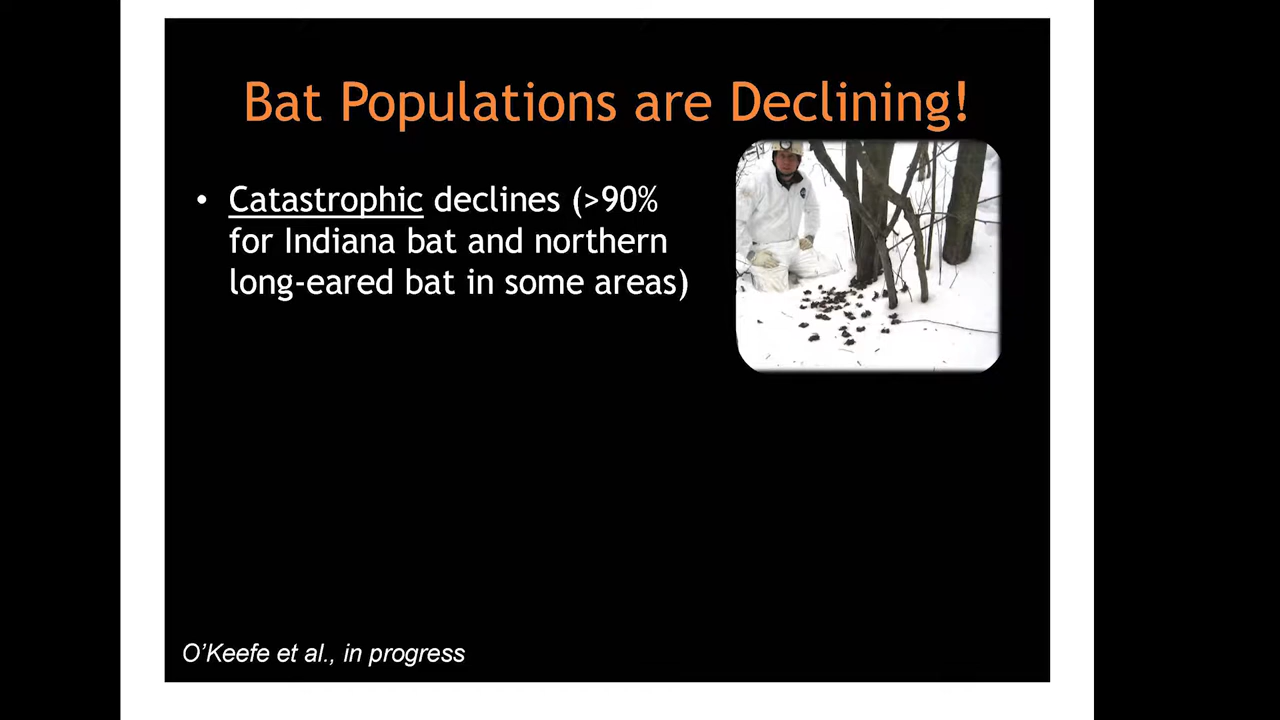 Bat Populations are Declining!
• Catastrophic declines (>90%
for Indiana bat and northern
long-eared bat in some areas)
O’Keefe et al., in progress